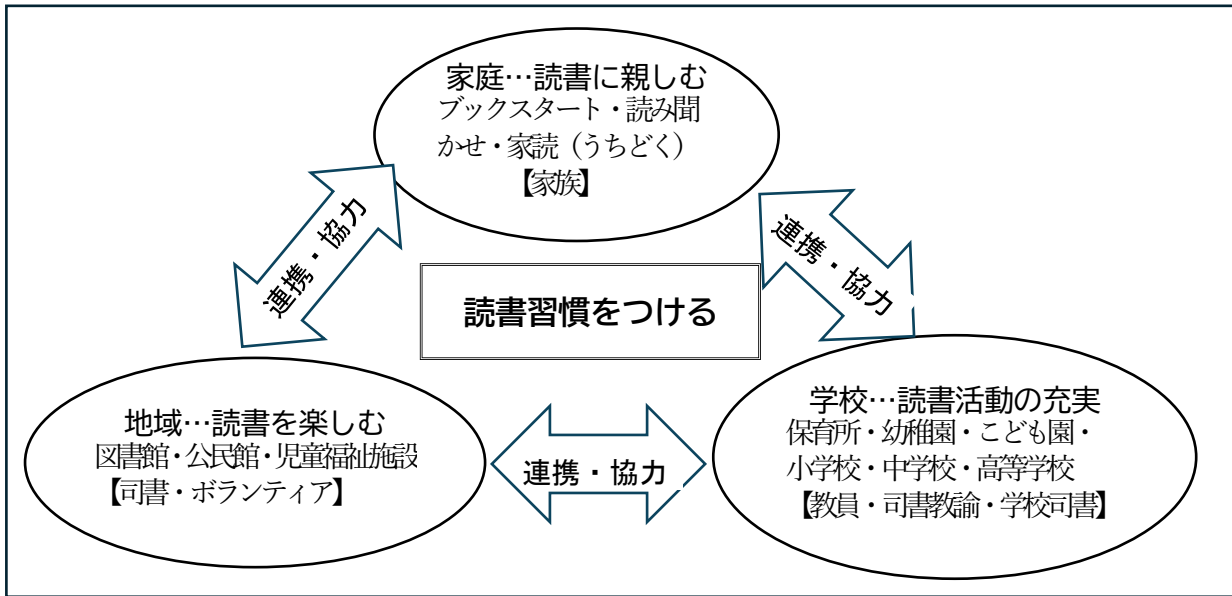 家庭…読書に親しむ
ブックスタート・読み聞
かせ・家読（うちどく）
【家族】
連携・協力
連携・協力
読書習慣をつける
地域…読書を楽しむ
図書館・公民館・児童福祉施設
【司書・ボランティア】
連携・協力
学校…読書活動の充実
保育所・幼稚園・こども園・
小学校・中学校・高等学校
【教員・司書教諭・学校司書】